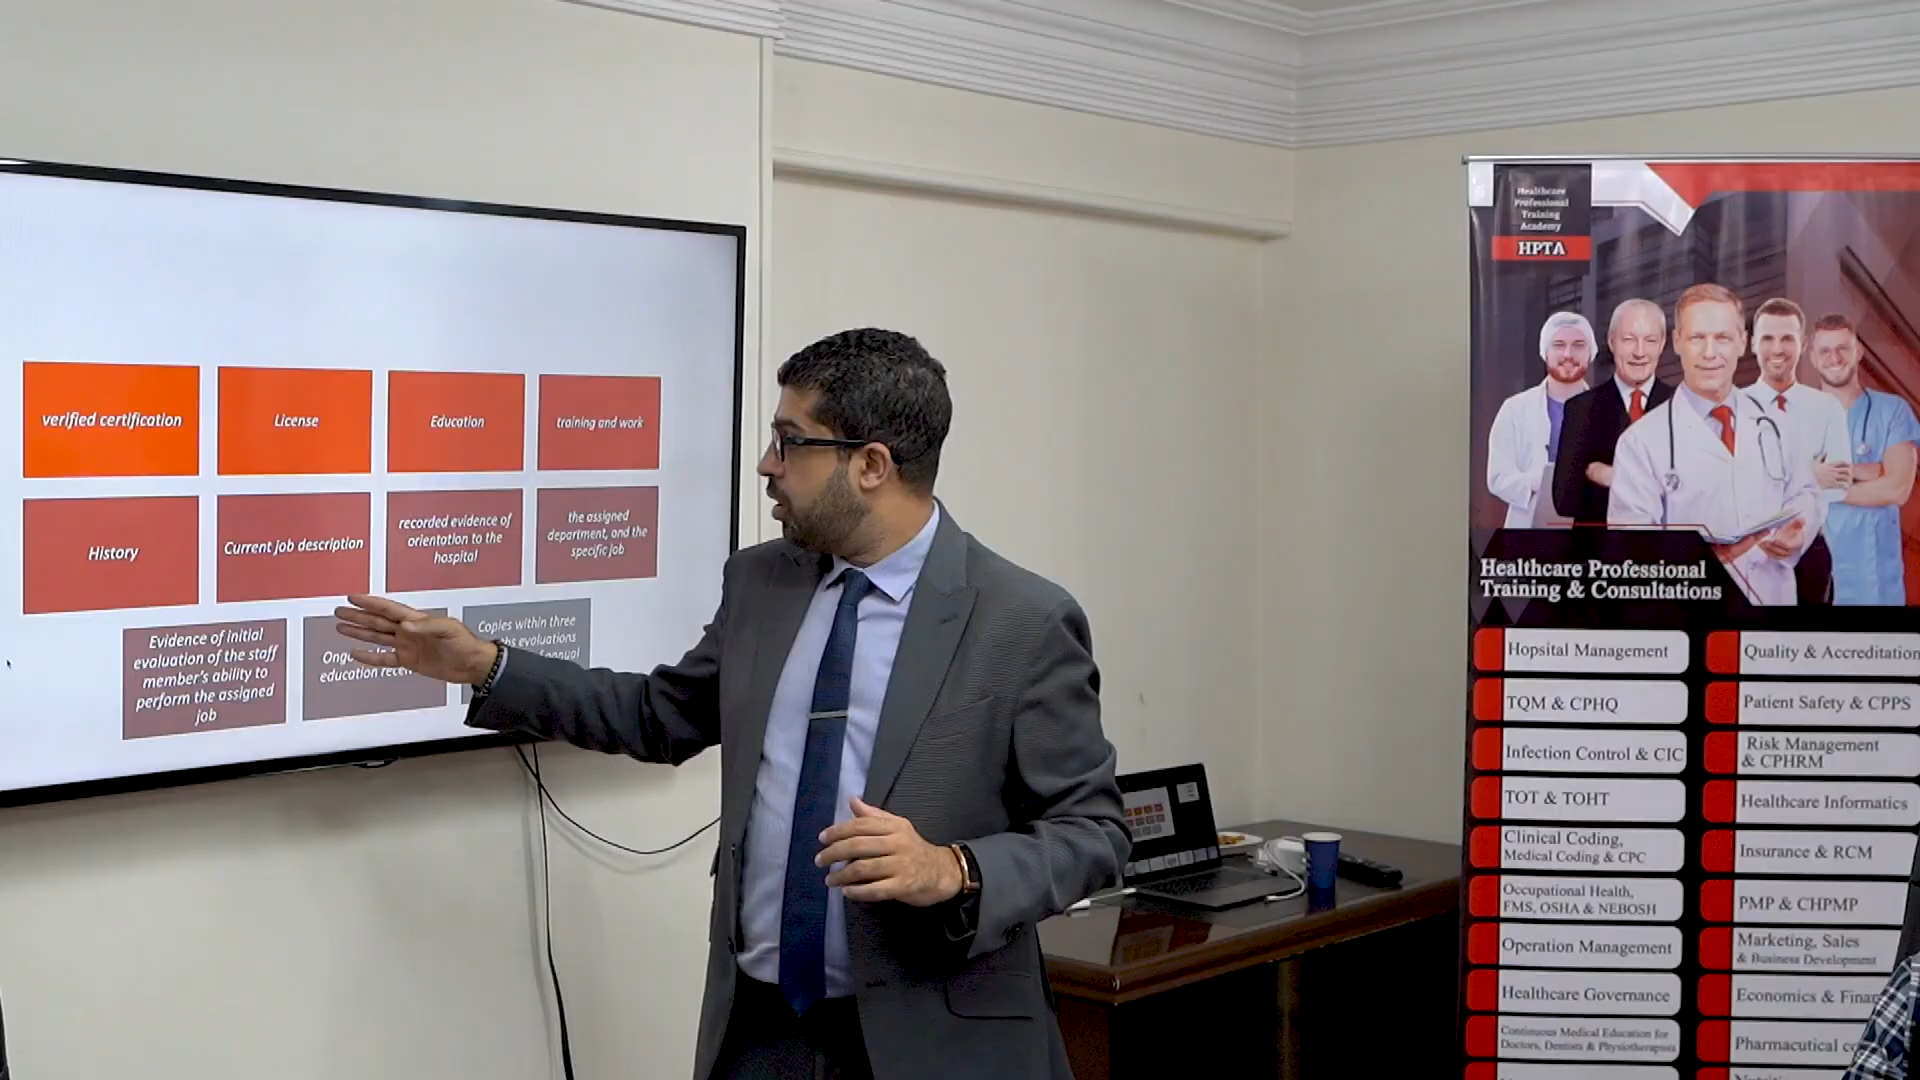 verified certification
License
Education
training and work
History
Current job description
recorded evidence of
orientation to the
hospital
the assigned
department, and the
specific job
Evidence of initial
evaluation of the staff
member's ability to
perform the assigned
job
education
Copies within three
evaluations
Healthcare
Professional
Training
Academy
HPTA
Healthcare Professional
Training & Consultations
Hopsital Management
Quality & Accreditation
TQM & CPHQ
Patient Safety & CPPS
Infection Control & CIC
Risk Management
& CPHRM
TOT & TOHT
Healthcare Informatics
Clinical Coding,
Medical Coding & CPC
Insurance & RCM
Occupational Health,
FMS, OSHA & NEBOSH
PMP & CHPMP
Operation Management
Marketing, Sales
& Business Development
Healthcare Governance
Economics &
Continuous Medical Education for
Doctors, Dentists & Physiotherapists
Pharmaceutical